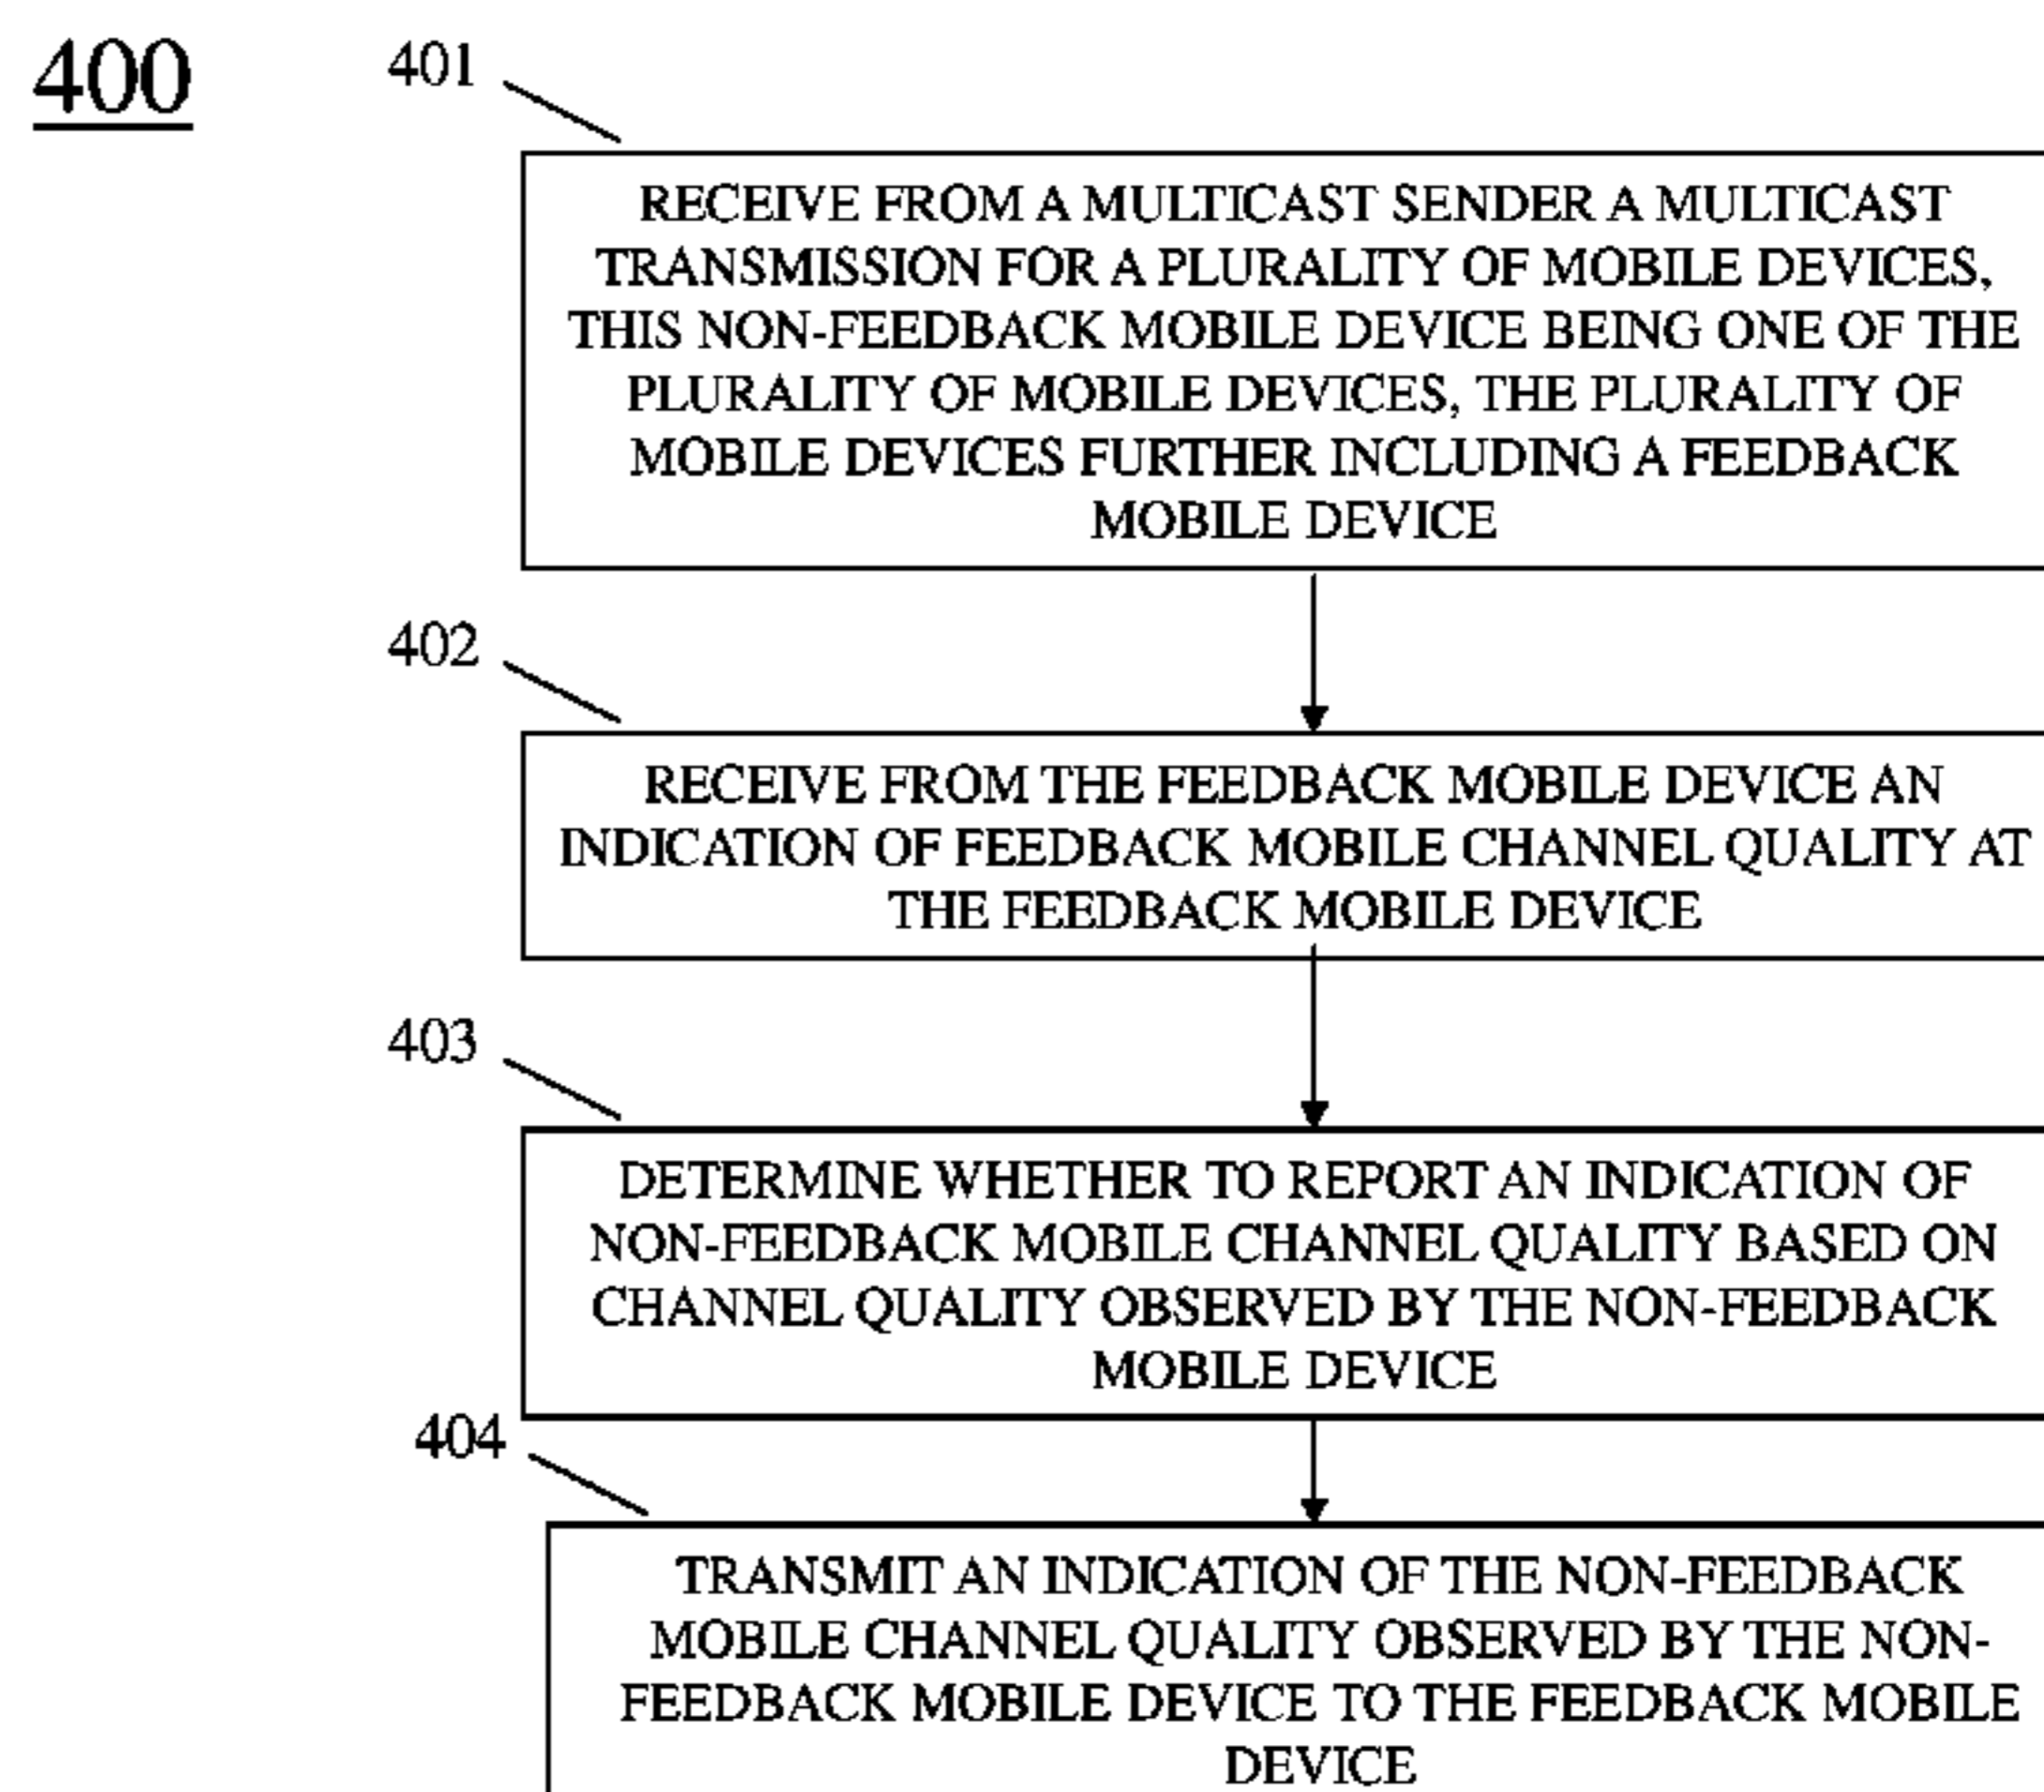 400
401
RECEIVE FROM A MULTICAST SENDER A MULTICAST
TRANSMISSION FOR A PLURALITY OF MOBILE DEVICES,
THIS NON-FEEDBACK MOBILE DEVICE BEING ONE OF THE
PLURALITY OF MOBILE DEVICES, THE PLURALITY OF
MOBILE DEVICES FURTHER INCLUDING A FEEDBACK
MOBILE DEVICE
402
RECEIVE FROM THE FEEDBACK MOBILE DEVICE AN
INDICATION OF FEEDBACK MOBILE CHANNEL QUALITY AT
THE FEEDBACK MOBILE DEVICE
403
DETERMINE WHETHER TO REPORT AN INDICATION OF
NON-FEEDBACK MOBILE CHANNEL QUALITY BASED ON
CHANNEL QUALITY OBSERVED BY THE NON-FEEDBACK
MOBILE DEVICE
404
TRANSMIT AN INDICATION OF THE NON-FEEDBACK
MOBILE CHANNEL QUALITY OBSERVED BY THE NON-
FEEDBACK MOBILE DEVICE TO THE FEEDBACK MOBILE
DEVICE